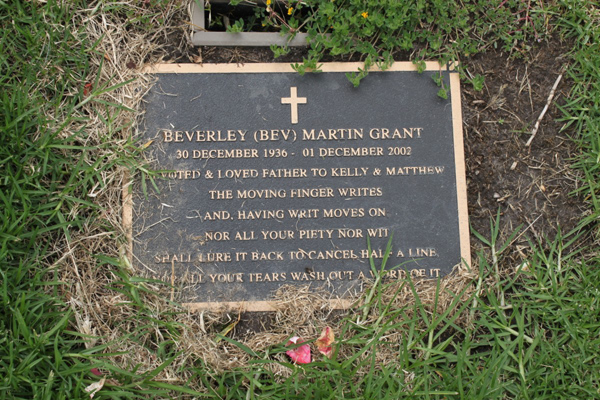 BEVERLEY (BEV) MARTIN GRANT
30 DECEMBER 1936 - 01 DECEMBER 2002
& LOVED FATHER TO KELLY & MATTHEW
THE MOVING FINGER WRITES
AND, HAVING WRIT MOVES ON
NOR ALL YOUR PIETY NOR WIT
SHALL LURE IT BACK TO CANCEL HALF A LINE
ALL YOUR TEARS WASH OUT A WORD OF IT